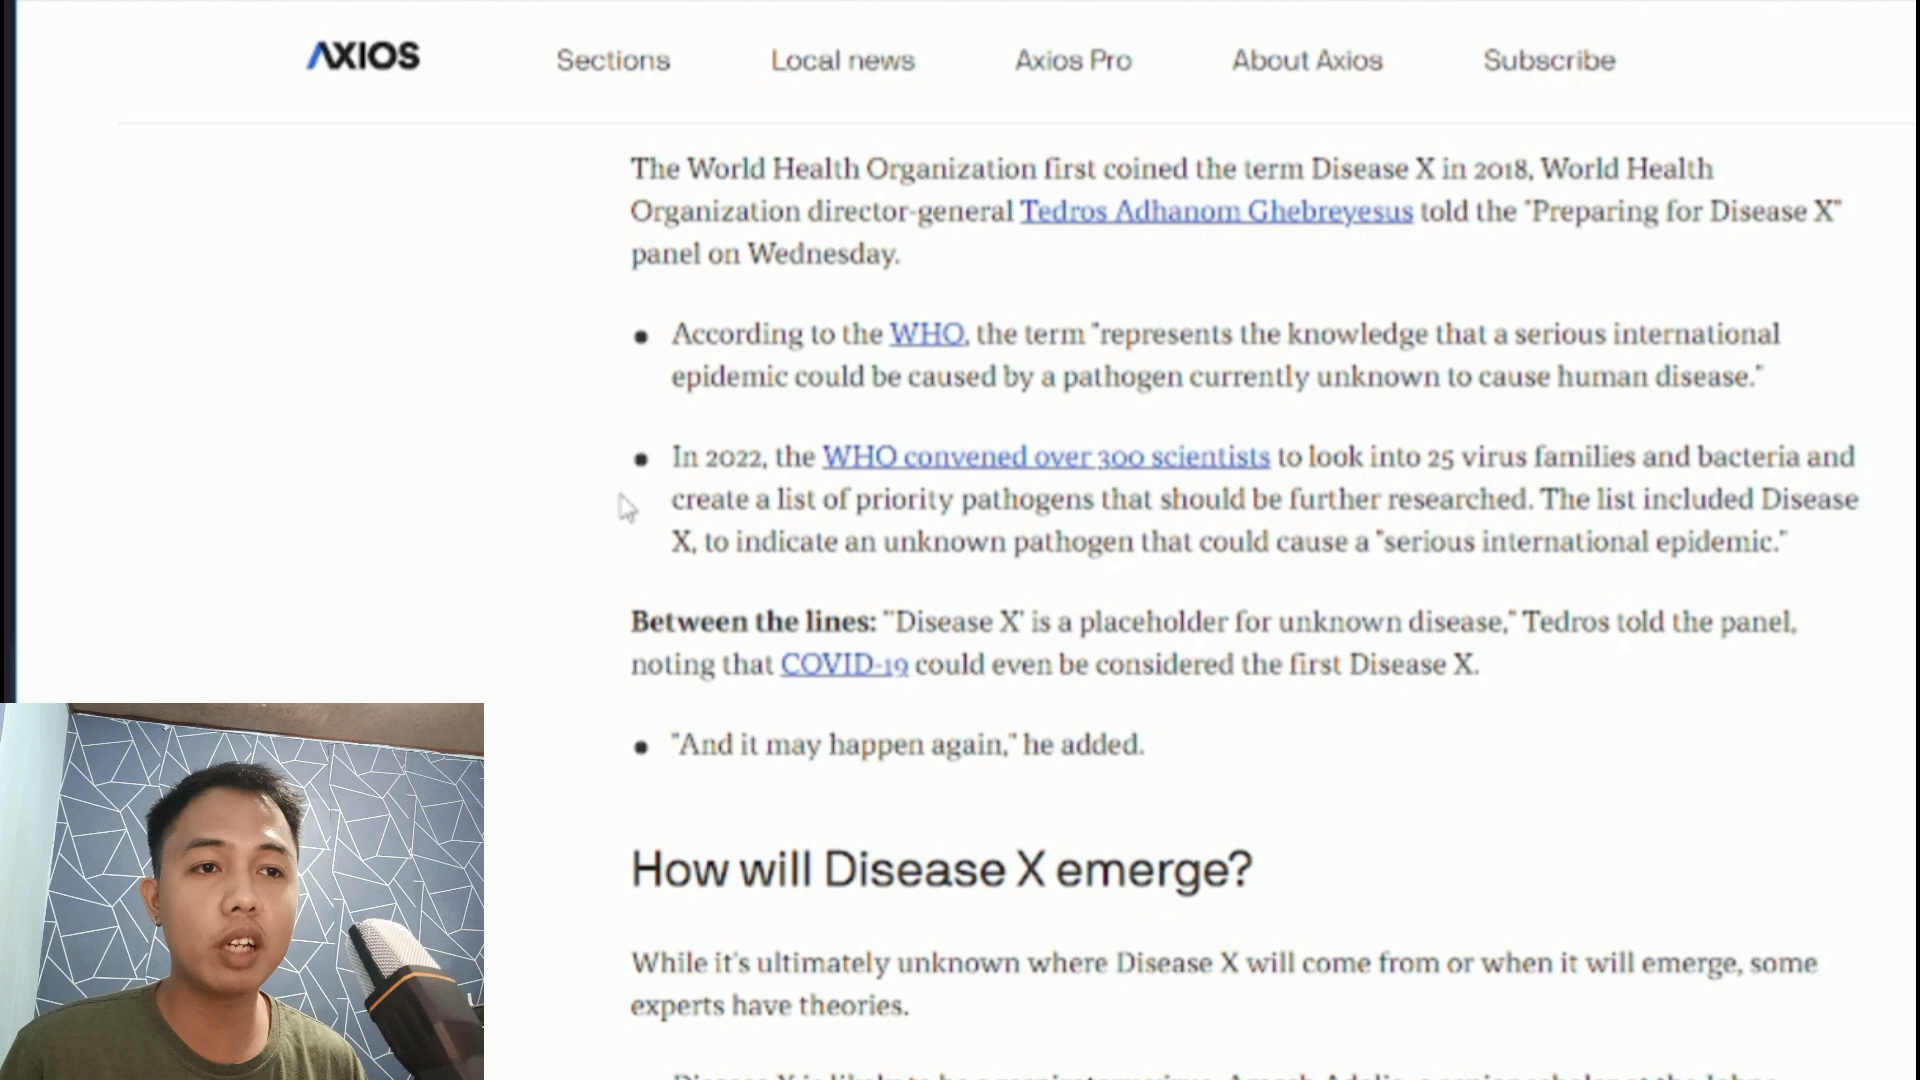 AXIOS Sections Local news Axios Pro About Axios Subscribe
The World Health Organization first coined the term Disease X in 2018, World Health
Organization director-general Tedros Adhanom Ghebreyesus told the "Preparing for Disease X"
panel on Wednesday.
• According to the WHO, the term "represents the knowledge that a serious international
epidemic could be caused by a pathogen currently unknown to cause human disease."
• In 2022, the WHO convened over 300 scientists to look into 25 virus families and bacteria and
create a list of priority pathogens that should be further researched. The list included Disease
X, to indicate an unknown pathogen that could cause a "serious international epidemic."
Between the lines: "'Disease X' is a placeholder for unknown disease," Tedros told the panel,
noting that COVID-19 could even be considered the first Disease X.
• "And it may happen again," he added.
How will Disease X emerge?
While it's ultimately unknown where Disease X will come from or when it will emerge, some
experts have theories.